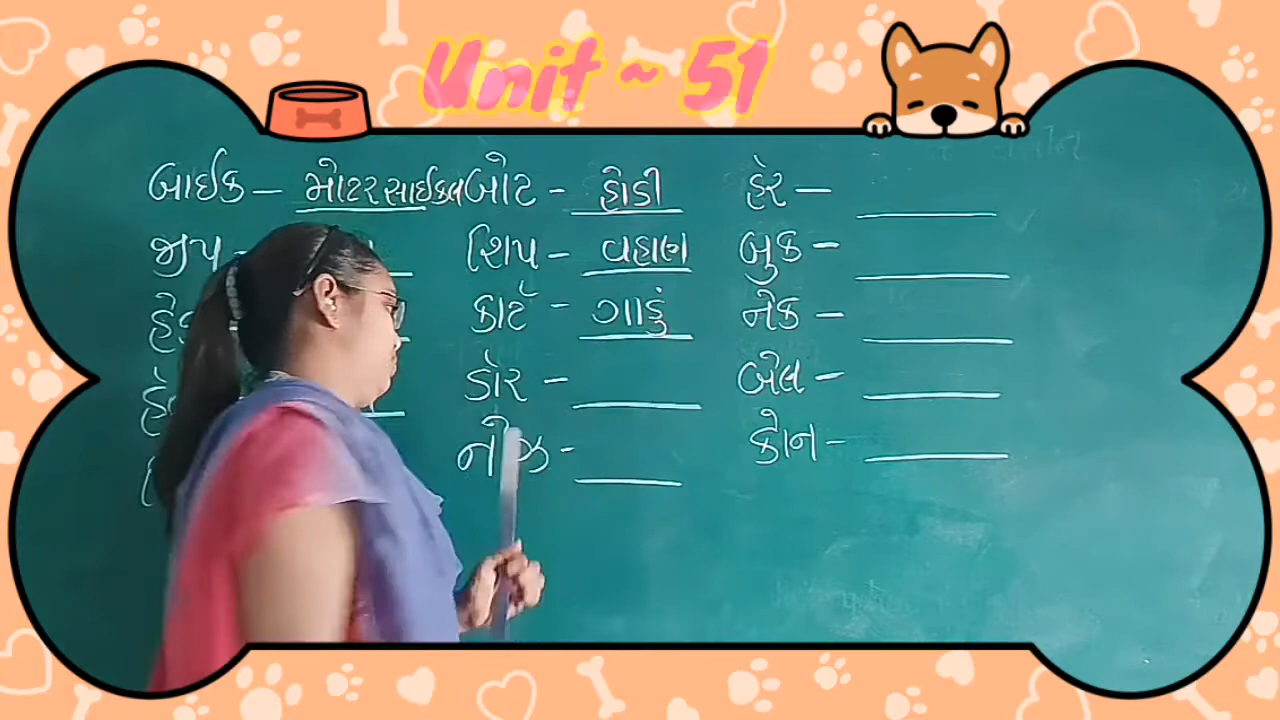 Unit ~ 51
બાઈક – મોટરસાઈકલ
જીપ –
બોટ – હોડી
શિપ – વહાણ
કાર્ટ – ગાડું
ડોર –
નોઝ –
હેર –
બુક –
નેક –
બેલ –
કોન –